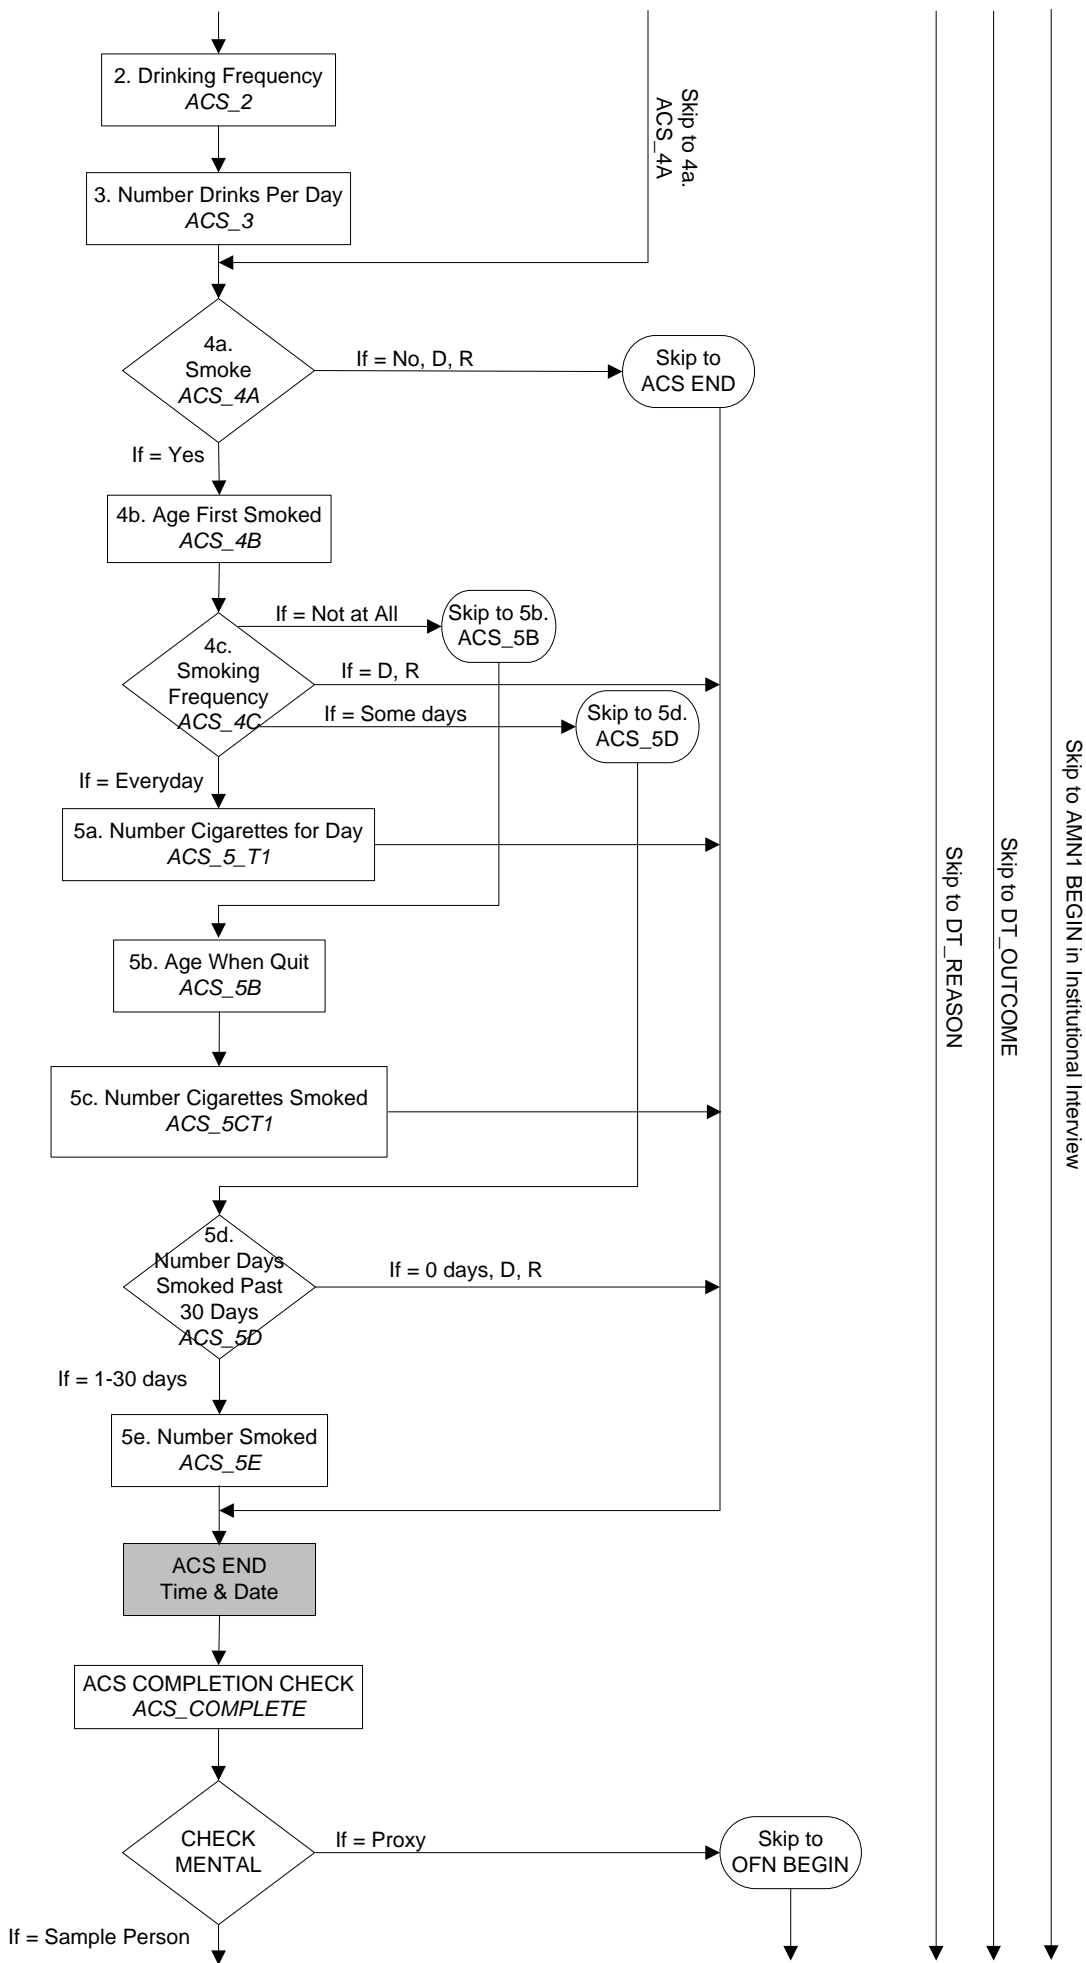 2. Drinking Frequency
ACS_2
Skip to 4a.
ACS_4A
3. Number Drinks Per Day
ACS_3
4a.
Smoke
ACS_4A
If = No, D, R
Skip to
ACS END
If = Yes
4b. Age First Smoked
ACS_4B
If = Not at All
Skip to 5b.
ACS_5B
4c.
Smoking
Frequency
ACS_4C
If = D, R
If = Some days
Skip to 5d.
ACS_5D
If = Everyday
5a. Number Cigarettes for Day
ACS_5_T1
Skip to DT_REASON
Skip to DT_OUTCOME
Skip to AMN1 BEGIN in Institutional Interview
5b. Age When Quit
ACS_5B
5c. Number Cigarettes Smoked
ACS_5CT1
5d.
Number Days
Smoked Past
30 Days
ACS_5D
If = 0 days, D, R
If = 1-30 days
5e. Number Smoked
ACS_5E
ACS END
Time & Date
ACS COMPLETION CHECK
ACS_COMPLETE
CHECK
MENTAL
If = Proxy
Skip to
OFN BEGIN
If = Sample Person